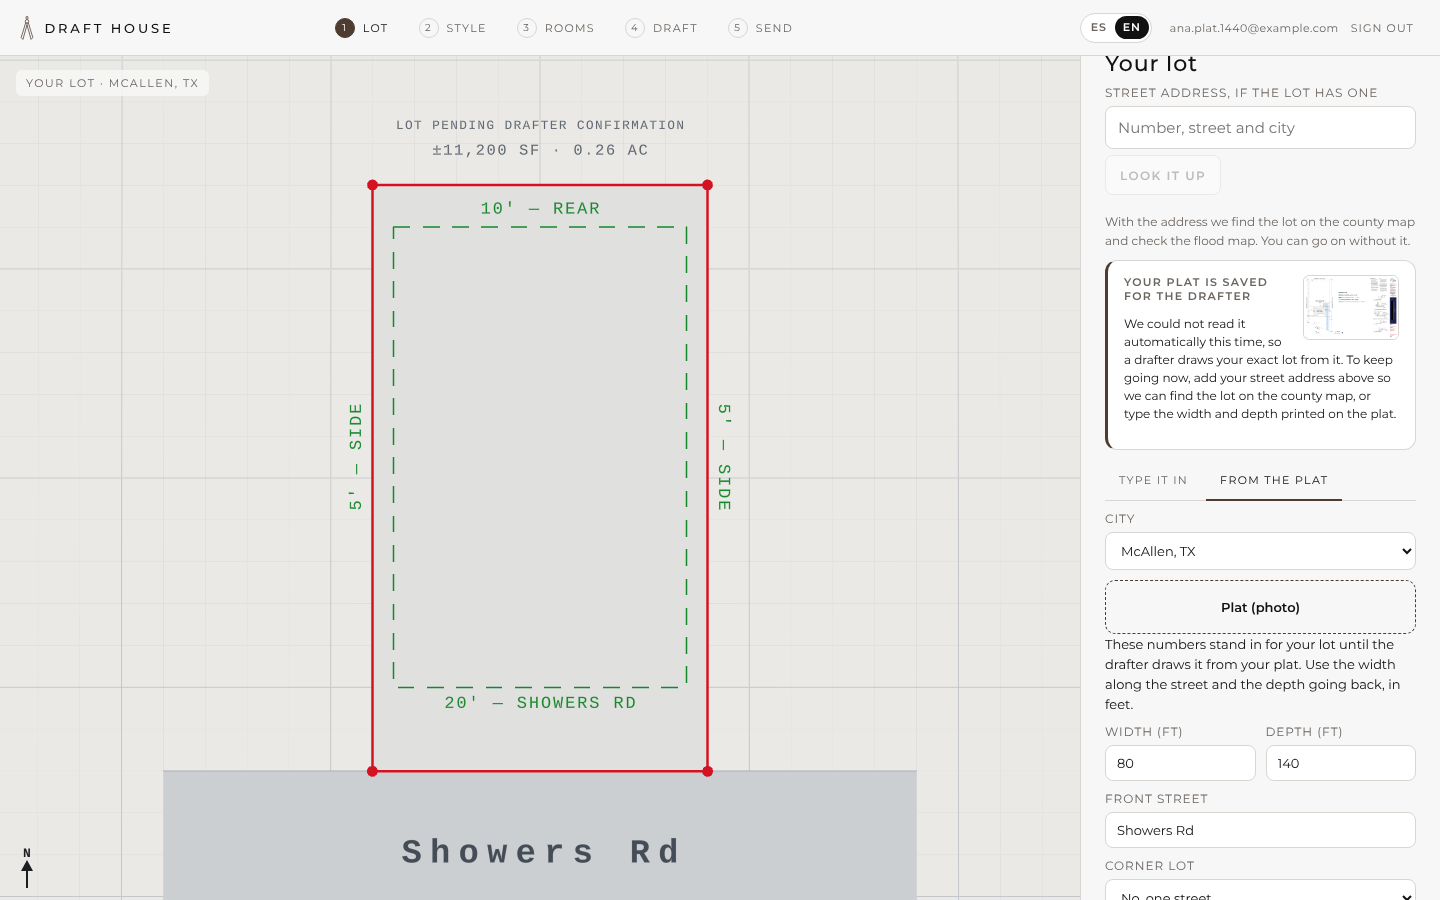 DRAFT HOUSE
1 LOT
2 STYLE
3 ROOMS
4 DRAFT
5 SEND
ES EN
ana.plat.1440@example.com
SIGN OUT
YOUR LOT · MCALLEN, TX
LOT PENDING DRAFTER CONFIRMATION
±11,200 SF · 0.26 AC
10' — REAR
5' — SIDE
5' — SIDE
20' — SHOWERS RD
Showers Rd
N
Your lot
STREET ADDRESS, IF THE LOT HAS ONE
Number, street and city
LOOK IT UP
With the address we find the lot on the county map
and check the flood map. You can go on without it.
YOUR PLAT IS SAVED
FOR THE DRAFTER
We could not read it
automatically this time, so
a drafter draws your exact lot from it. To keep
going now, add your street address above so
we can find the lot on the county map, or
type the width and depth printed on the plat.
TYPE IT IN
FROM THE PLAT
CITY
McAllen, TX
Plat (photo)
These numbers stand in for your lot until the
drafter draws it from your plat. Use the width
along the street and the depth going back, in
feet.
WIDTH (FT)
DEPTH (FT)
80
140
FRONT STREET
Showers Rd
CORNER LOT
No, one street